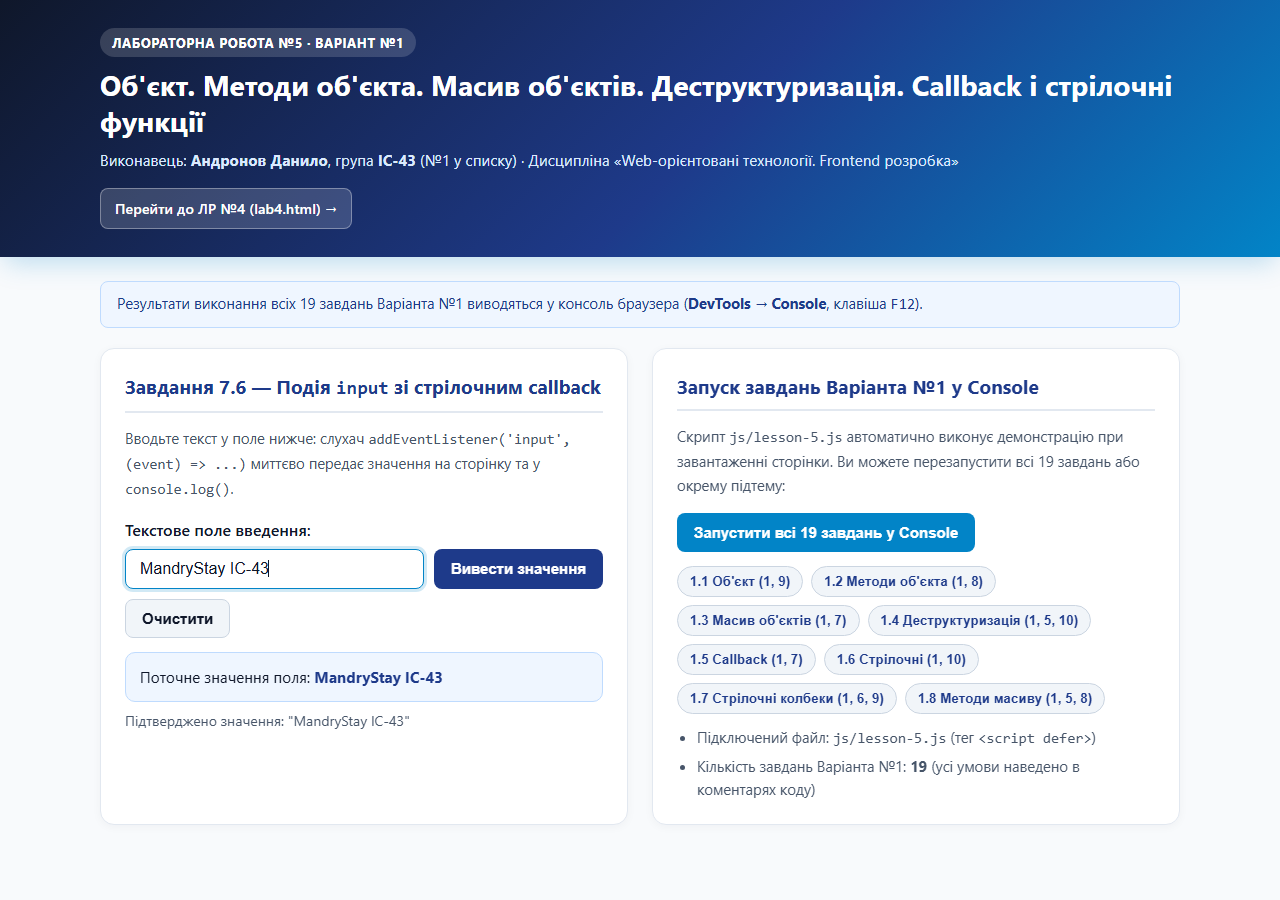 ЛАБОРАТОРНА РОБОТА №5 · ВАРІАНТ №1
Об'єкт. Методи об'єкта. Масив об'єктів. Деструктуризація. Callback і стрілочні
функції
Виконавець: Андронов Данило, група ІС-43 (№1 у списку) · Дисципліна «Web-орієнтовані технології. Frontend розробка»
Перейти до ЛР №4 (lab4.html) →
Результати виконання всіх 19 завдань Варіанта №1 виводяться у консоль браузера (DevTools → Console, клавіша F12).
Завдання 7.6 — Подія input зі стрілочним callback
Вводьте текст у поле нижче: слухач addEventListener('input',
(event) => ...) миттєво передає значення на сторінку та у
console.log().
Текстове поле введення:
MandryStay IC-43
Вивести значення
Очистити
Поточне значення поля: MandryStay IC-43
Підтверджено значення: "MandryStay IC-43"
Запуск завдань Варіанта №1 у Console
Скрипт js/lesson-5.js автоматично виконує демонстрацію при
завантаженні сторінки. Ви можете перезапустити всі 19 завдань або
окрему підтему:
Запустити всі 19 завдань у Console
1.1 Об'єкт (1, 9)
1.2 Методи об'єкта (1, 8)
1.3 Масив об'єктів (1, 7)
1.4 Деструктуризація (1, 5, 10)
1.5 Callback (1, 7)
1.6 Стрілочні (1, 10)
1.7 Стрілочні колбеки (1, 6, 9)
1.8 Методи масиву (1, 5, 8)
• Підключений файл: js/lesson-5.js (тег <script defer>)
• Кількість завдань Варіанта №1: 19 (усі умови наведено в
коментарях коду)